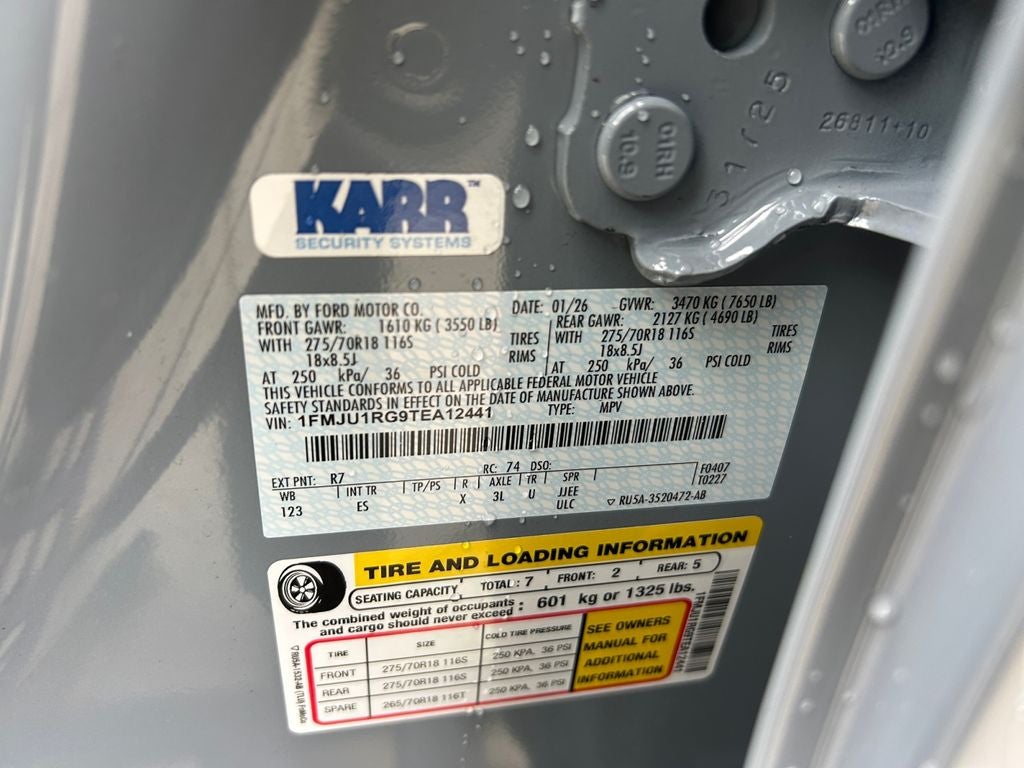 CIRH
10.9
31125
26811+10
01RH
10.9
KARR™
SECURITY SYSTEMS
MFD. BY FORD MOTOR CO. DATE: 01/26 GVWR: 3470 KG ( 7650 LB)
FRONT GAWR: 1610 KG ( 3550 LB) REAR GAWR: 2127 KG ( 4690 LB)
WITH 275/70R18 116S TIRES WITH 275/70R18 116S TIRES
18x8.5J RIMS 18x8.5J RIMS
AT 250 kPa/ 36 PSI COLD AT 250 kPa/ 36 PSI COLD
THIS VEHICLE CONFORMS TO ALL APPLICABLE FEDERAL MOTOR VEHICLE
SAFETY STANDARDS IN EFFECT ON THE DATE OF MANUFACTURE SHOWN ABOVE.
VIN: 1FMJU1RG9TEA12441 TYPE: MPV
EXT PNT: R7 RC: 74 DSO: F0407
WB INT TR TP/PS R AXLE TR SPR T0227
123 ES X 3L U JJEE
ULC ▽ RU5A-3520472-AB
TIRE AND LOADING INFORMATION
SEATING CAPACITY TOTAL: 7 FRONT: 2 REAR: 5
The combined weight of occupants and cargo should never exceed : 601 kg or 1325 lbs.
TIRE SIZE COLD TIRE PRESSURE
FRONT 275/70R18 116S 250 KPA, 36 PSI
REAR 275/70R18 116S 250 KPA, 36 PSI
SPARE 265/70R18 116T 250 KPA, 36 PSI
SEE OWNERS
MANUAL FOR
ADDITIONAL
INFORMATION
1FMJU1RG9TEA12441